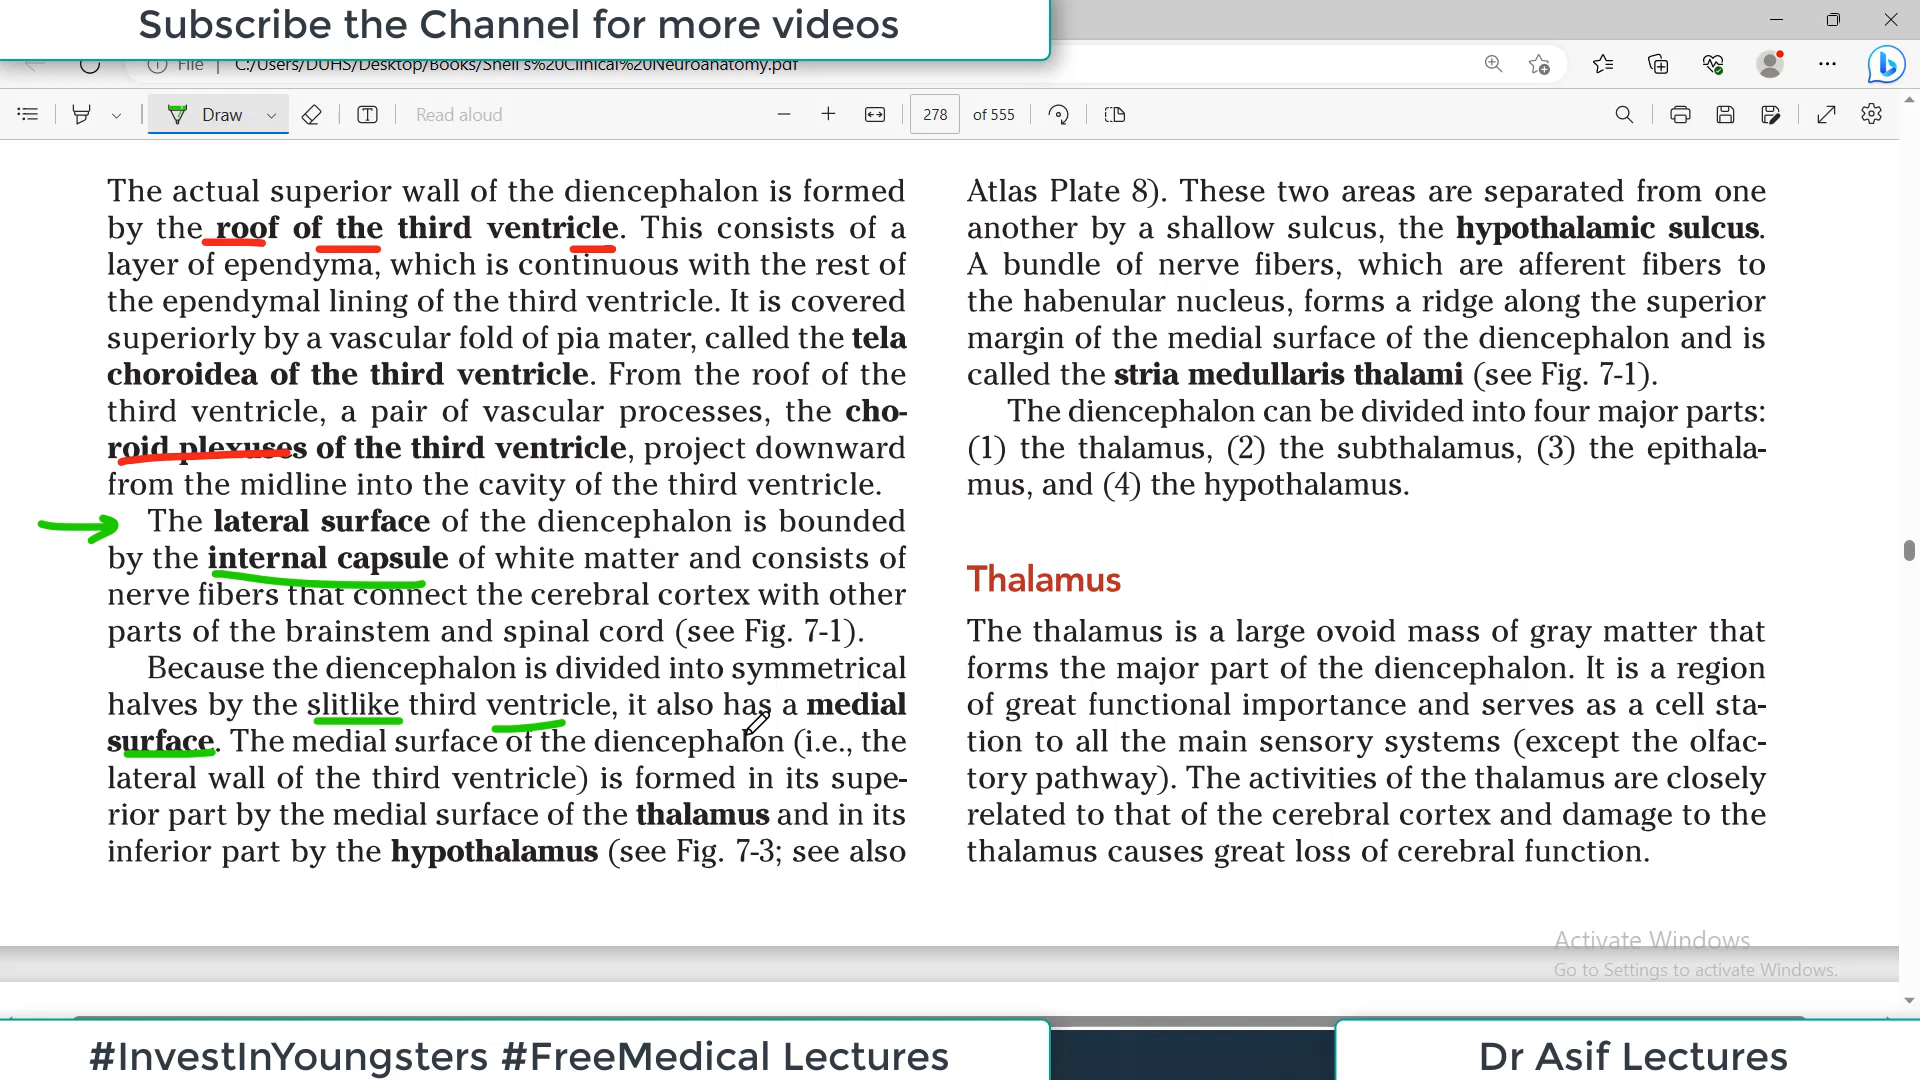 Subscribe the Channel for more videos
File | C:/Users/DUHS/Desktop/Books/Snell's%20Clinical%20Neuroanatomy.pdf
Draw
Read aloud
278 of 555
The actual superior wall of the diencephalon is formed
by the roof of the third ventricle. This consists of a
layer of ependyma, which is continuous with the rest of
the ependymal lining of the third ventricle. It is covered
superiorly by a vascular fold of pia mater, called the tela
choroidea of the third ventricle. From the roof of the
third ventricle, a pair of vascular processes, the cho-
roid plexuses of the third ventricle, project downward
from the midline into the cavity of the third ventricle.
The lateral surface of the diencephalon is bounded
by the internal capsule of white matter and consists of
nerve fibers that connect the cerebral cortex with other
parts of the brainstem and spinal cord (see Fig. 7-1).
Because the diencephalon is divided into symmetrical
halves by the slitlike third ventricle, it also has a medial
surface. The medial surface of the diencephalon (i.e., the
lateral wall of the third ventricle) is formed in its supe-
rior part by the medial surface of the thalamus and in its
inferior part by the hypothalamus (see Fig. 7-3; see also
Atlas Plate 8). These two areas are separated from one
another by a shallow sulcus, the hypothalamic sulcus.
A bundle of nerve fibers, which are afferent fibers to
the habenular nucleus, forms a ridge along the superior
margin of the medial surface of the diencephalon and is
called the stria medullaris thalami (see Fig. 7-1).
The diencephalon can be divided into four major parts:
(1) the thalamus, (2) the subthalamus, (3) the epithala-
mus, and (4) the hypothalamus.
Thalamus
The thalamus is a large ovoid mass of gray matter that
forms the major part of the diencephalon. It is a region
of great functional importance and serves as a cell sta-
tion to all the main sensory systems (except the olfac-
tory pathway). The activities of the thalamus are closely
related to that of the cerebral cortex and damage to the
thalamus causes great loss of cerebral function.
Activate Windows
Go to Settings to activate Windows.
#InvestInYoungsters #FreeMedical Lectures
Dr Asif Lectures